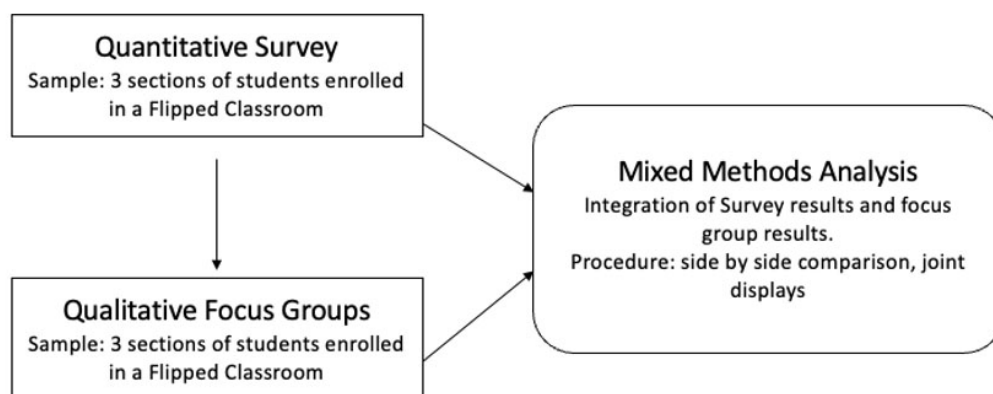 Quantitative Survey
Sample: 3 sections of students enrolled
in a Flipped Classroom
Mixed Methods Analysis
Integration of Survey results and focus
group results.
Procedure: side by side comparison, joint
displays
Qualitative Focus Groups
Sample: 3 sections of students enrolled
in a Flipped Classroom